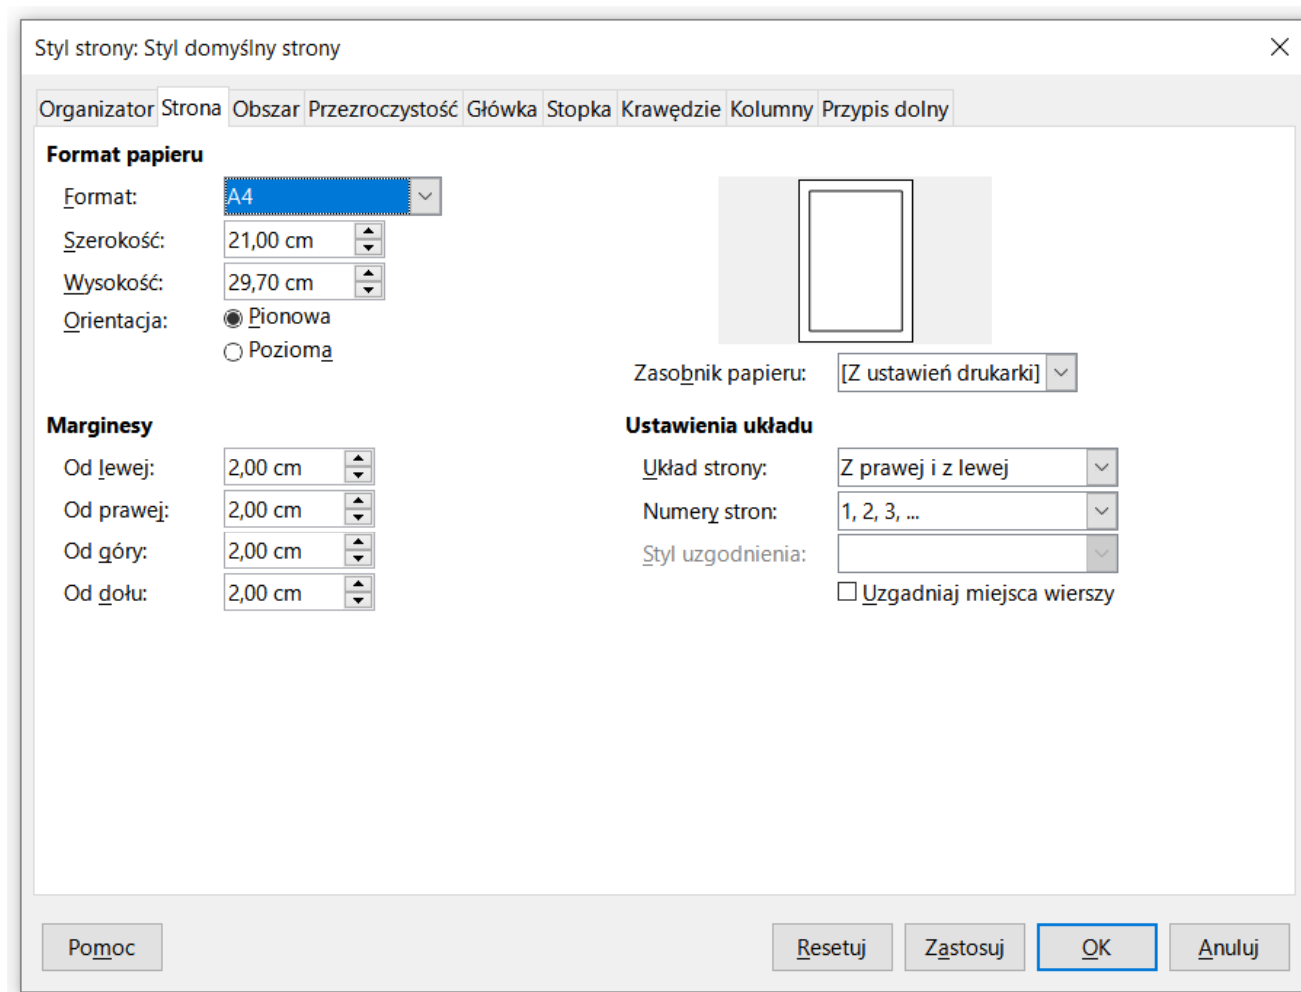 Styl strony: Styl domyślny strony
Organizator Strona Obszar Przezroczystość Główka Stopka Krawędzie Kolumny Przypis dolny
Format papieru
Format: A4
Szerokość: 21,00 cm
Wysokość: 29,70 cm
Orientacja: Pionowa
Pozioma
Zasobnik papieru: [Z ustawień drukarki]
Marginesy
Od lewej: 2,00 cm
Od prawej: 2,00 cm
Od góry: 2,00 cm
Od dołu: 2,00 cm
Ustawienia układu
Układ strony: Z prawej i z lewej
Numery stron: 1, 2, 3, ...
Styl uzgodnienia:
Uzgadniaj miejsca wierszy
Pomoc Resetuj Zastosuj OK Anuluj